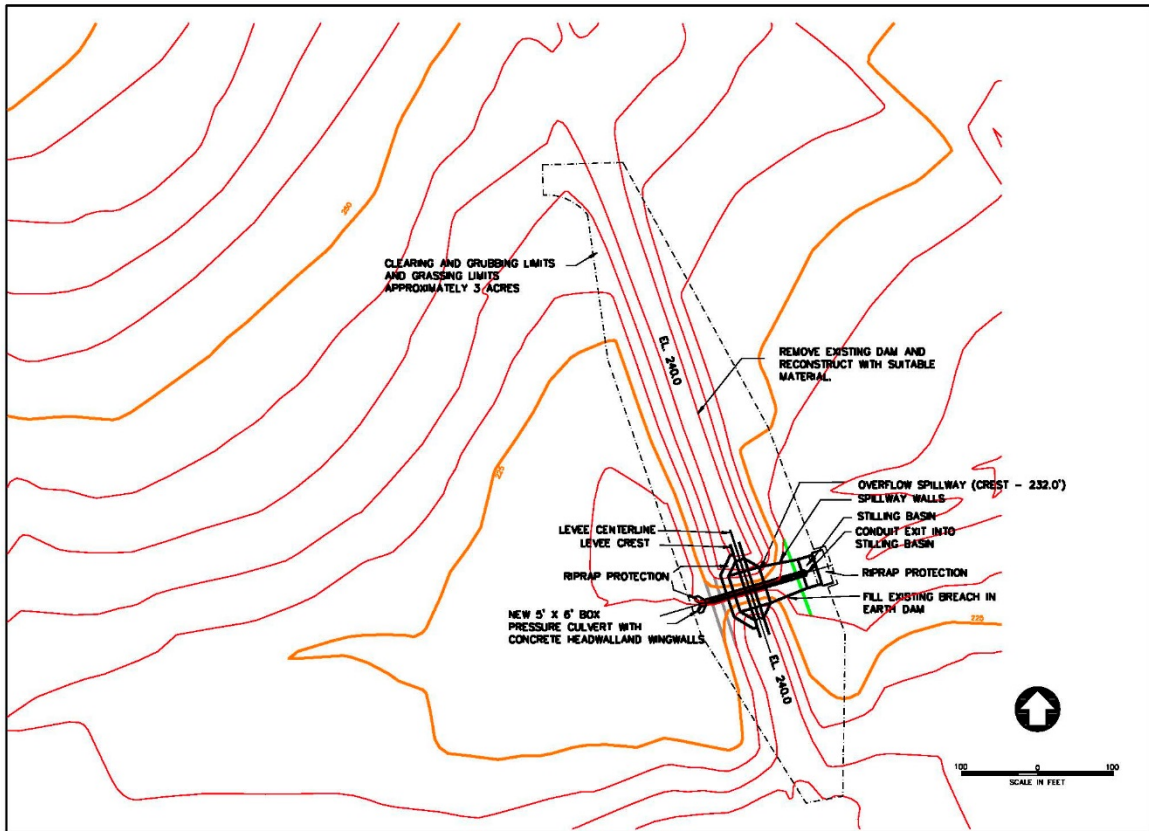 250
CLEARING AND GRUBBING LIMITS
AND GRASSING LIMITS
APPROXIMATELY 3 ACRES
EL. 240.0
REMOVE EXISTING DAM AND
RECONSTRUCT WITH SUITABLE
MATERIAL.
225
OVERFLOW SPILLWAY (CREST - 232.0')
SPILLWAY WALLS
STILLING BASIN
CONDUIT EXIT INTO
STILLING BASIN
LEVEE CENTERLINE
LEVEE CREST
RIPRAP PROTECTION
RIPRAP PROTECTION
FILL EXISTING BREACH IN
EARTH DAM
NEW 5' X 6' BOX
PRESSURE CULVERT WITH
CONCRETE HEADWALLAND WINGWALLS
225
EL. 240.0
100 0 100
SCALE IN FEET